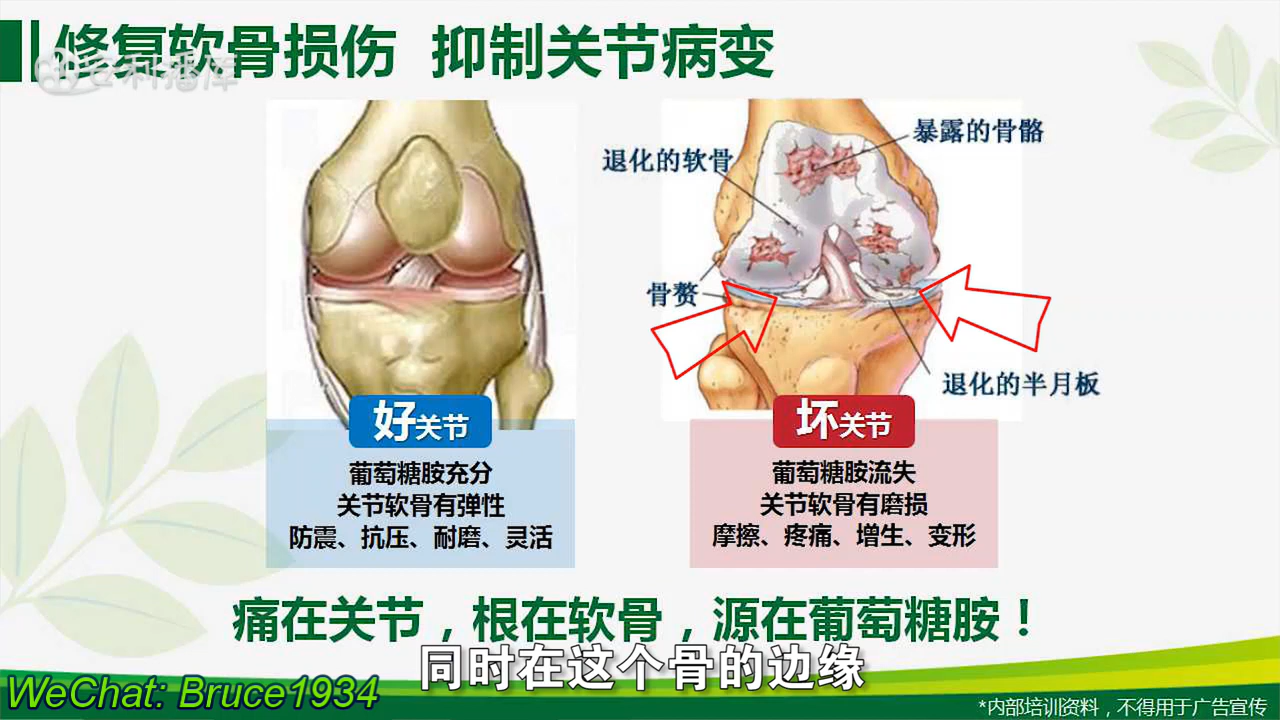 修复软骨损伤 抑制关节病变
安利播库
暴露的骨骼
退化的软骨
骨赘
退化的半月板
好关节
葡萄糖胺充分
关节软骨有弹性
防震、抗压、耐磨、灵活
坏关节
葡萄糖胺流失
关节软骨有磨损
摩擦、疼痛、增生、变形
痛在关节，根在软骨，源在葡萄糖胺！
同时在这个骨的边缘
WeChat: Bruce1934
*内部培训资料，不得用于广告宣传